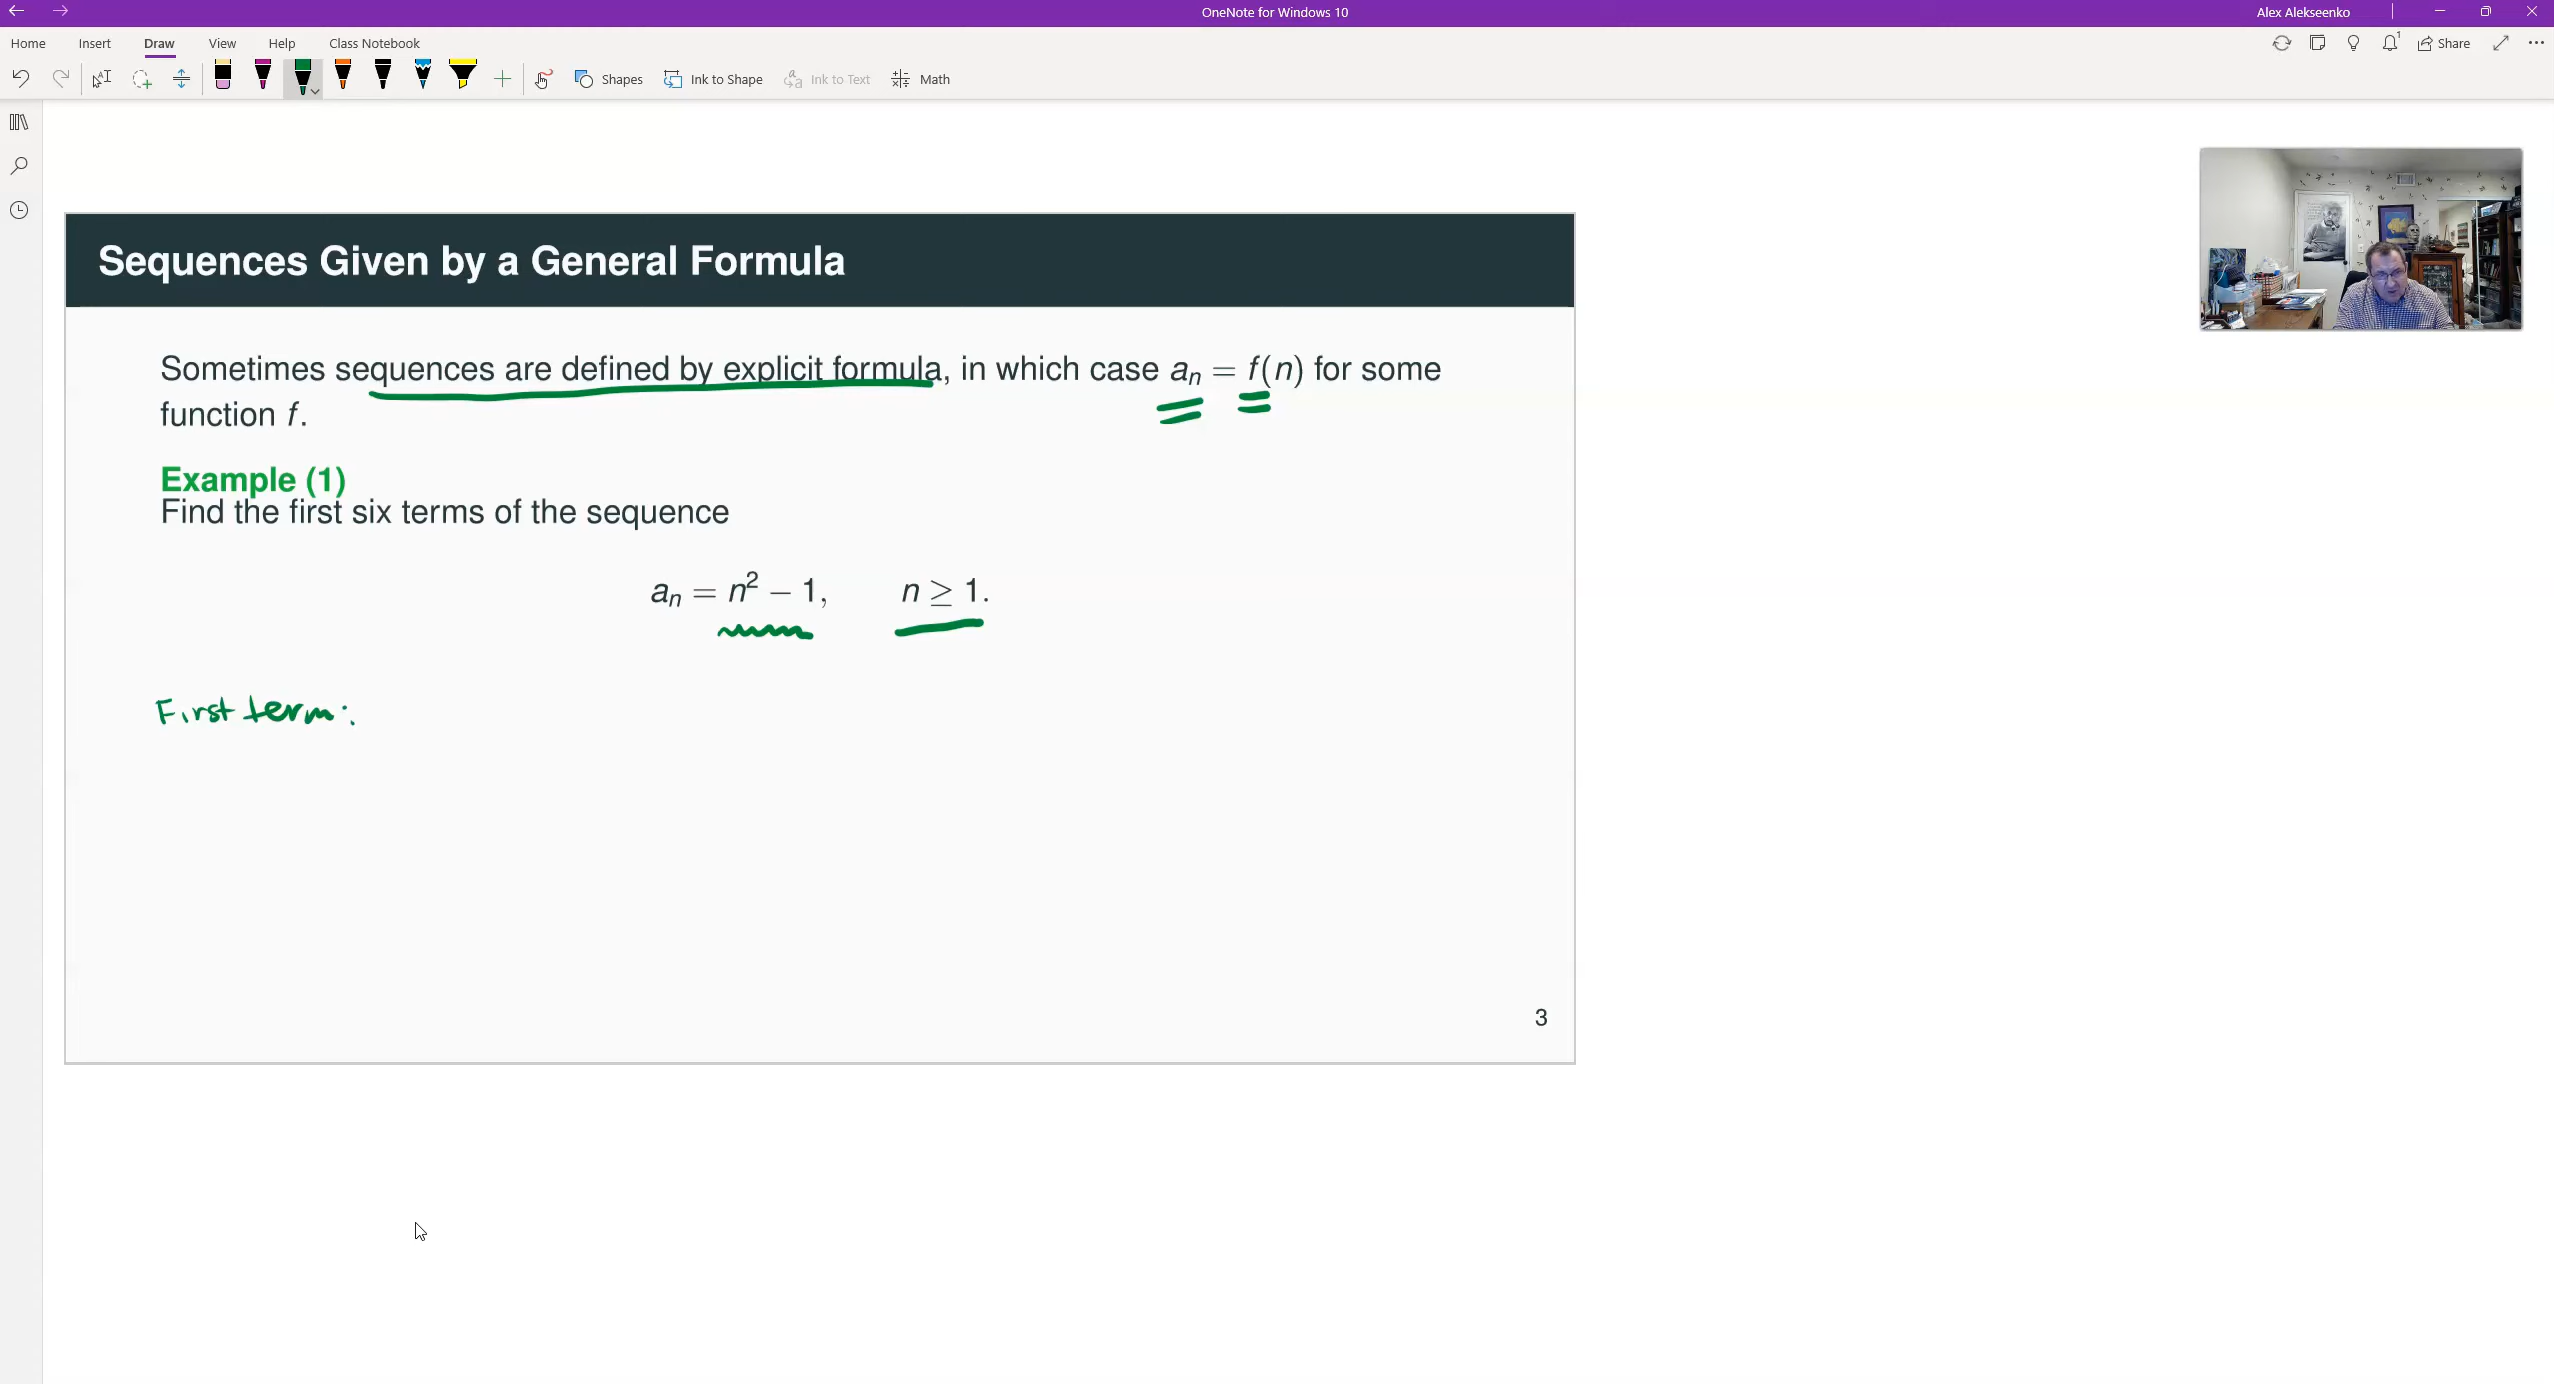 OneNote for Windows 10
Alex Alekseenko
Home Insert Draw View Help Class Notebook
1 Share
Shapes Ink to Shape Ink to Text Math
Sequences Given by a General Formula
Sometimes sequences are defined by explicit formula, in which case aₙ = f(n) for some
function f.
Example (1)
Find the first six terms of the sequence
aₙ = n² − 1, n ≥ 1.
First term:
3